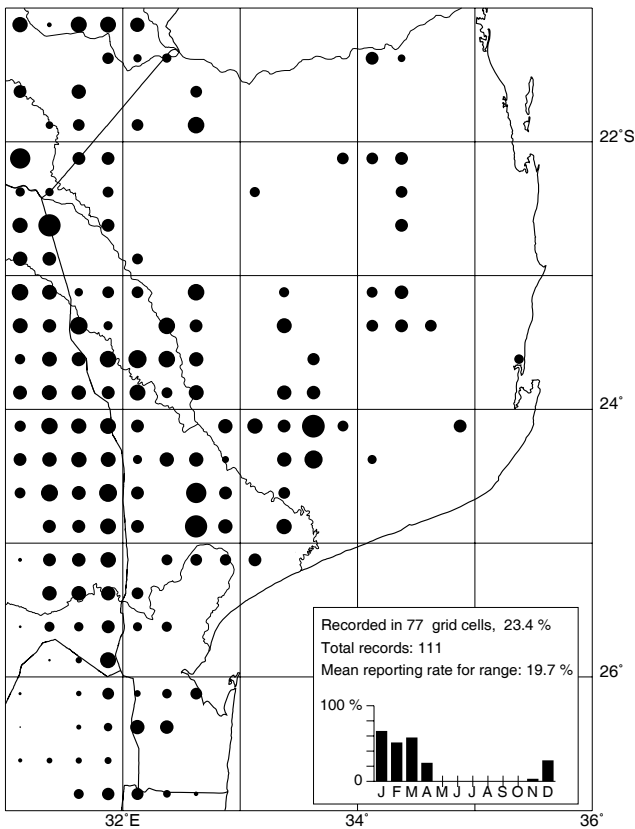 22°S
24°
Recorded in 77 grid cells, 23.4 %
Total records: 111
Mean reporting rate for range: 19.7 %
26°
100 %
0
J F M A M J J A S O N D
32°E
34°
36°